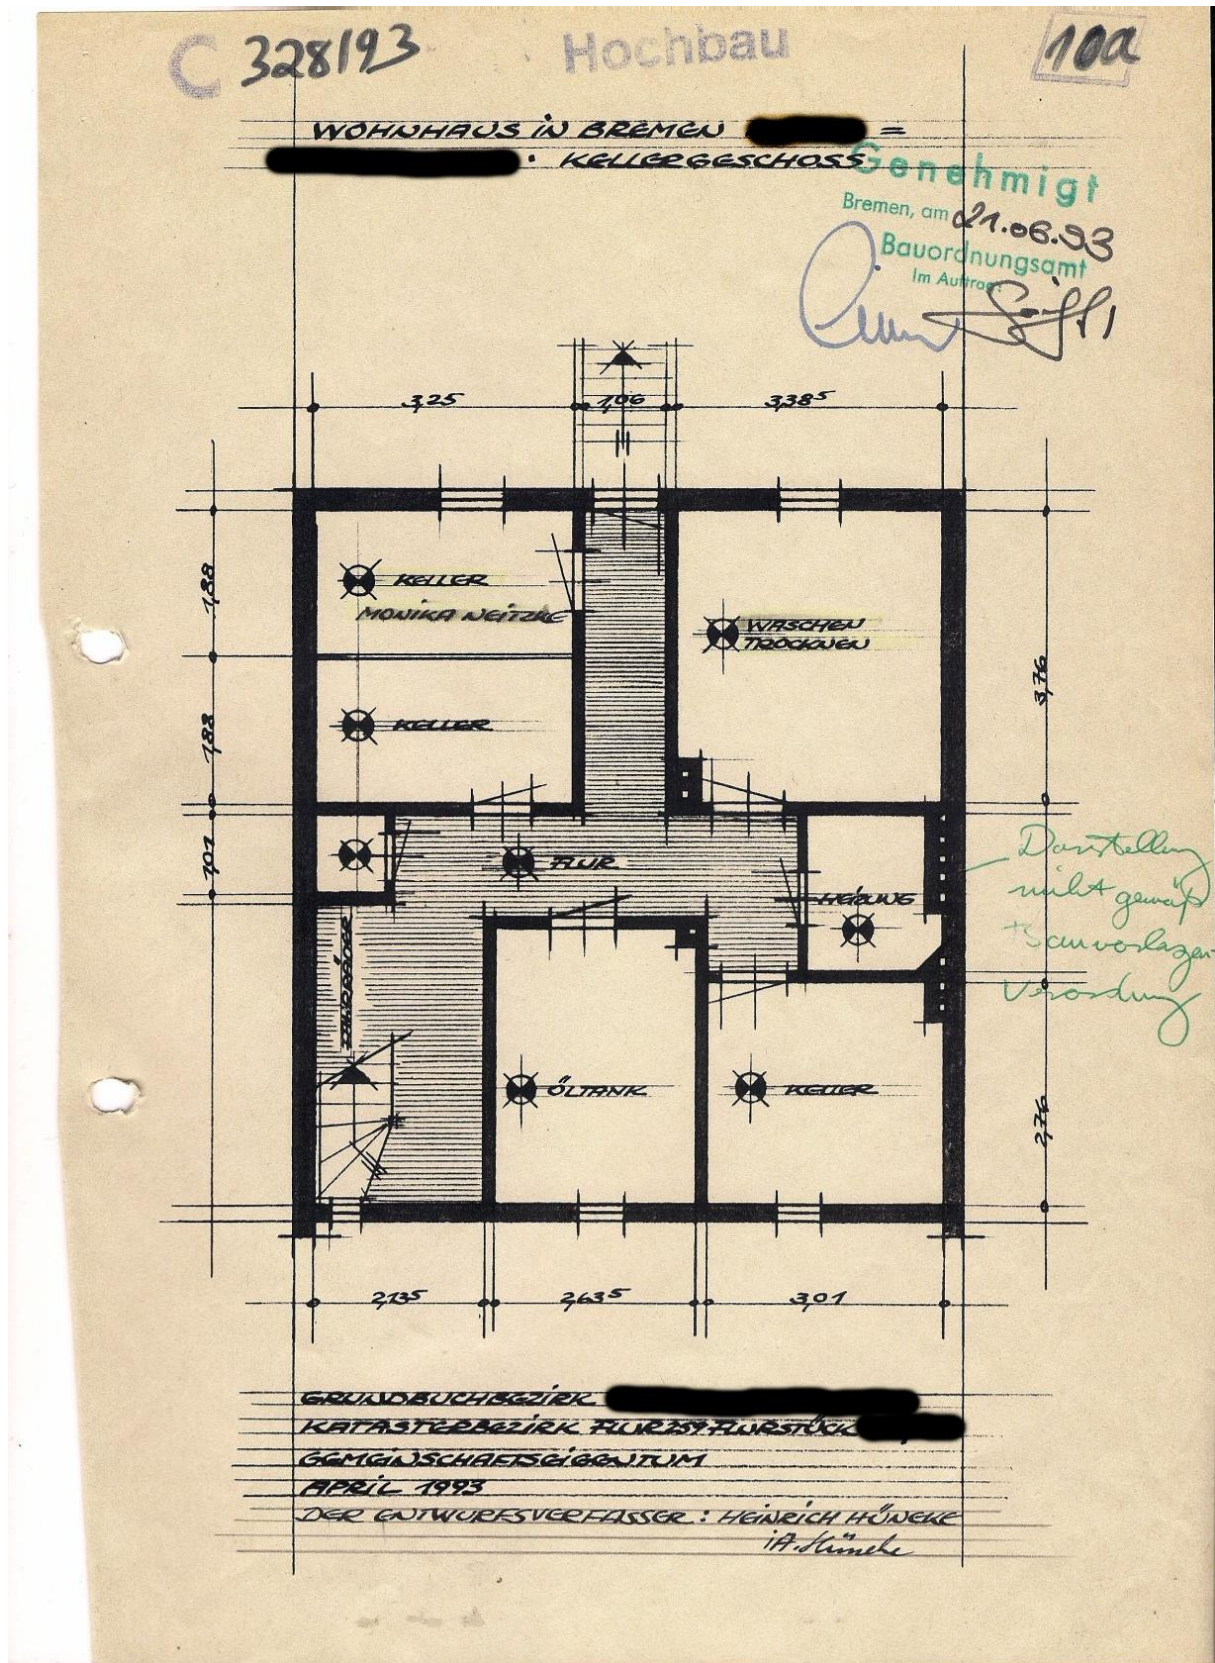 C 328193
Hochbau
10a
WOHNHAUS IN BREMEN =
· KELLERGESCHOSS
Genehmigt
Bremen, am 21.06.93
Bauordnungsamt
Im Auftrag:
3,25
1,06
3,38⁵
KELLER
MONIKA NEITZKE
WASCHEN
TROCKNEN
1,88
3,76
KELLER
1,88
FLUR
1,01
HEIZUNG
Darstellung
nicht gemäß
Bauvorlagen-
Verordnung
FAHRRÄDER
ÖLTANK
KELLER
2,76
2,13⁵
2,63⁵
3,01
GRUNDBUCHBEZIRK
KATASTERBEZIRK FLUR 259 FLURSTÜCK
GEMEINSCHAFTSEIGENTUM
APRIL 1993
DER ENTWURFSVERFASSER: HEINRICH HÜNEKE
i.A. Hüneke